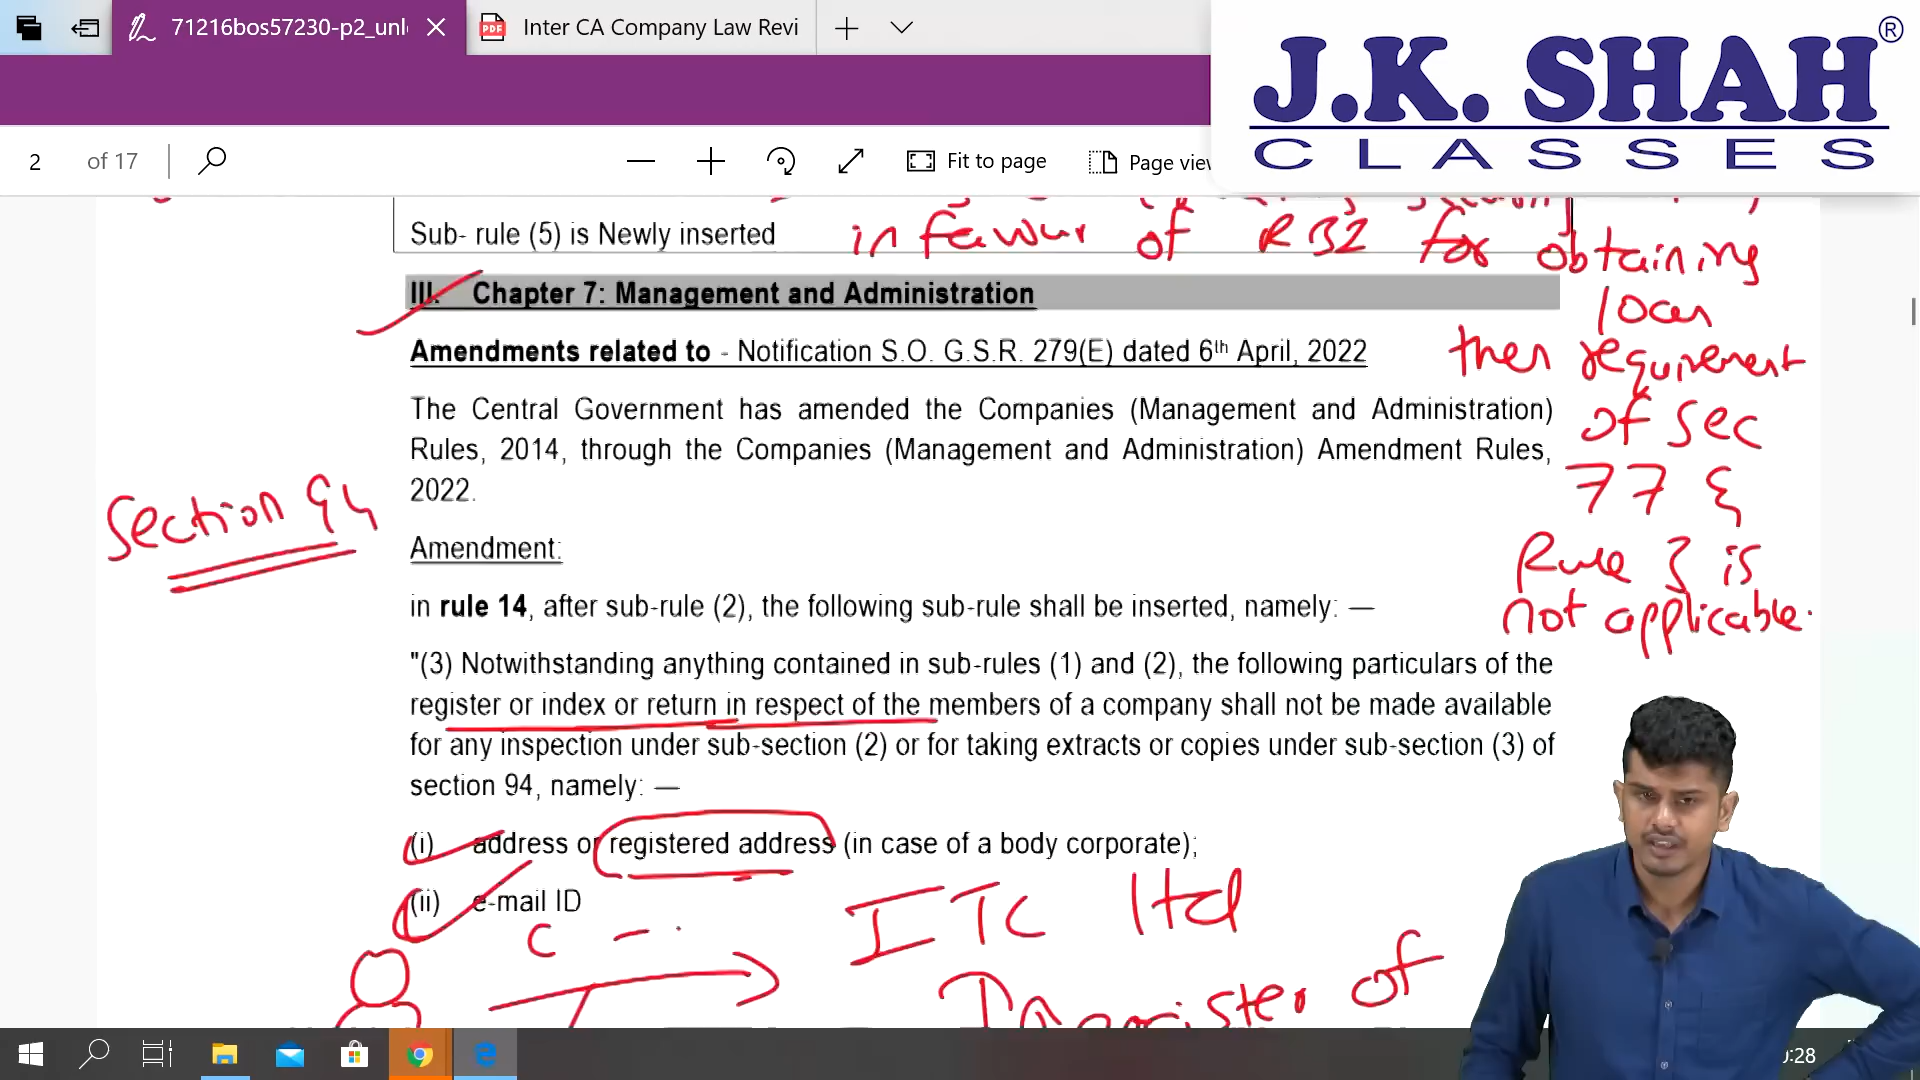 71216bos57230-p2_unl
Inter CA Company Law Revi
J.K. SHAH®
CLASSES
2 of 17
Fit to page
Page view
Sub- rule (5) is Newly inserted
in favour of RBI for obtaining
loan
then requirement
of sec
77 &
Rule 3 is
not applicable.
III. Chapter 7: Management and Administration
Amendments related to - Notification S.O. G.S.R. 279(E) dated 6th April, 2022
The Central Government has amended the Companies (Management and Administration)
Rules, 2014, through the Companies (Management and Administration) Amendment Rules,
2022.
Section 94
Amendment:
in rule 14, after sub-rule (2), the following sub-rule shall be inserted, namely: —
"(3) Notwithstanding anything contained in sub-rules (1) and (2), the following particulars of the
register or index or return in respect of the members of a company shall not be made available
for any inspection under sub-section (2) or for taking extracts or copies under sub-section (3) of
section 94, namely: —
(i) address or registered address (in case of a body corporate);
(ii) e-mail ID
ITC ltd
register of
:28